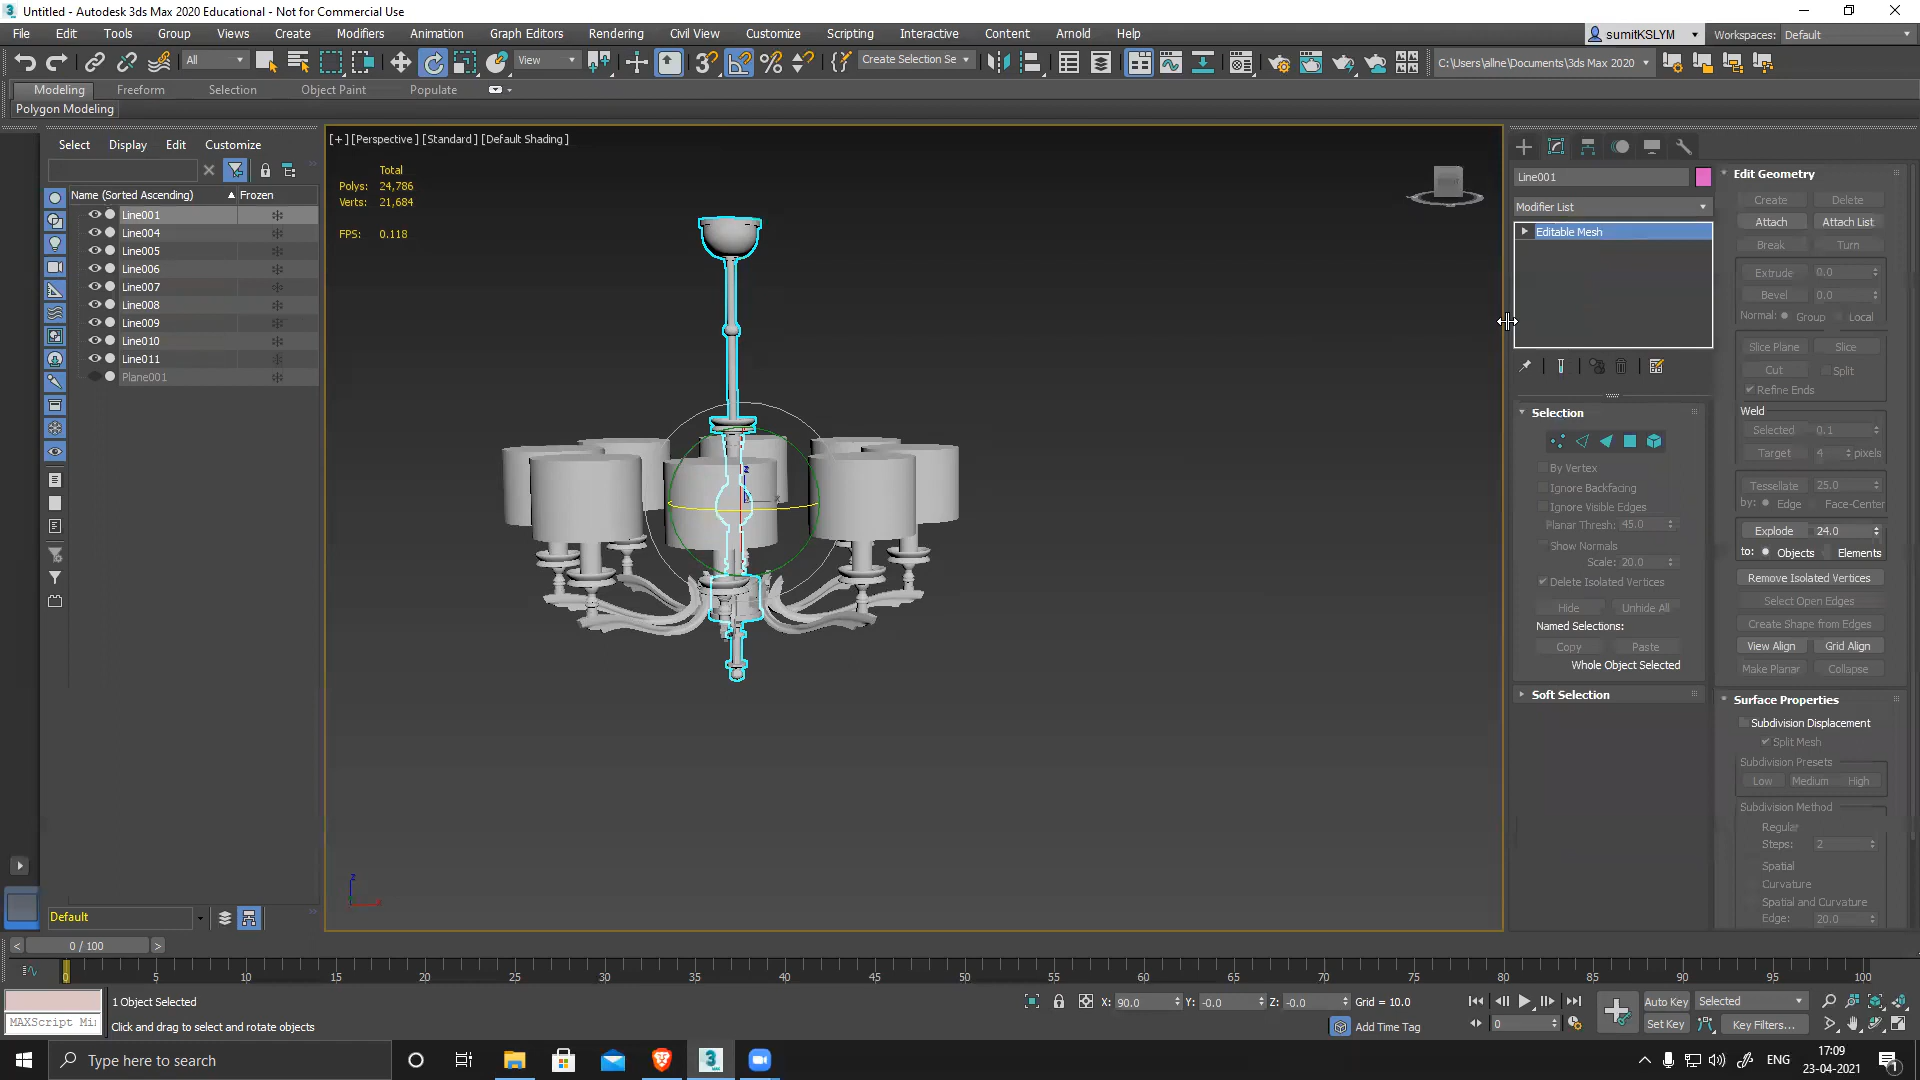 Untitled - Autodesk 3ds Max 2020 Educational - Not for Commercial Use
File Edit Tools Group Views Create Modifiers Animation Graph Editors Rendering Civil View Customize Scripting Interactive Content Arnold Help
sumitKSLYM Workspaces: Default
All View Create Selection Se C:\Users\allne\Documents\3ds Max 2020
Modeling Freeform Selection Object Paint Populate
Polygon Modeling
Select Display Edit Customize
Name (Sorted Ascending) Frozen
Line001
Line004
Line005
Line006
Line007
Line008
Line009
Line010
Line011
Plane001
Default
[+] [Perspective] [Standard] [Default Shading]
Total
Polys: 24,786
Verts: 21,684
FPS: 0.118
z
x
z
Line001
Modifier List
Editable Mesh
Selection
By Vertex
Ignore Backfacing
Ignore Visible Edges
Planar Thresh: 45.0
Show Normals
Scale: 20.0
Delete Isolated Vertices
Hide Unhide All
Named Selections:
Copy Paste
Whole Object Selected
Soft Selection
Edit Geometry
Create Delete
Attach Attach List
Break Turn
Extrude 0.0
Bevel 0.0
Normal: Group Local
Slice Plane Slice
Cut Split
Refine Ends
Weld
Selected 0.1
Target 4 pixels
Tessellate 25.0
by: Edge Face-Center
Explode 24.0
to: Objects Elements
Remove Isolated Vertices
Select Open Edges
Create Shape from Edges
View Align Grid Align
Make Planar Collapse
Surface Properties
Subdivision Displacement
Split Mesh
Subdivision Presets
Low Medium High
Subdivision Method
Regular
Steps: 2
Spatial
Curvature
Spatial and Curvature
Edge: 20.0
< 0 / 100 >
0 5 10 15 20 25 30 35 40 45 50 55 60 65 70 75 80 85 90 95 100
1 Object Selected
X: 90.0 Y: -0.0 Z: -0.0 Grid = 10.0
Auto Key Selected
MAXScript Mi
Click and drag to select and rotate objects
Add Time Tag
0
Set Key Key Filters...
Type here to search
ENG
17:09
23-04-2021
1